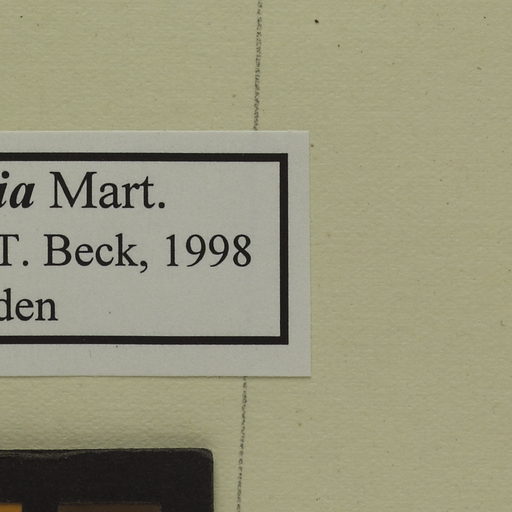 ia Mart.
T. Beck, 1998
den